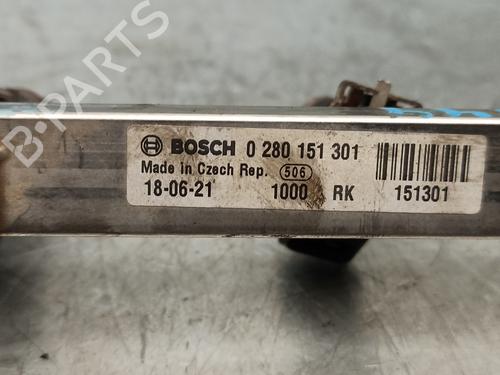 BOSCH 0 280 151 301
Made in Czech Rep. 506
18-06-21 1000 RK 151301
B-PARTS